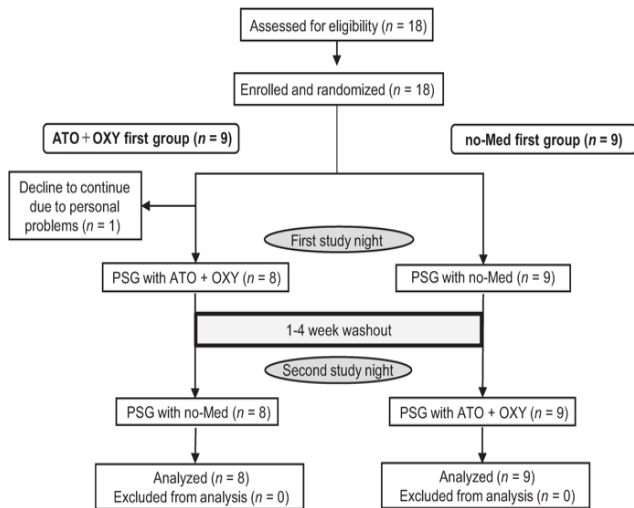 Assessed for eligibility (n = 18)
Enrolled and randomized (n = 18)
ATO + OXY first group (n = 9)
no-Med first group (n = 9)
Decline to continue
due to personal
problems (n = 1)
First study night
PSG with ATO + OXY (n = 8)
PSG with no-Med (n = 9)
1-4 week washout
Second study night
PSG with no-Med (n = 8)
PSG with ATO + OXY (n = 9)
Analyzed (n = 8)
Excluded from analysis (n = 0)
Analyzed (n = 9)
Excluded from analysis (n = 0)